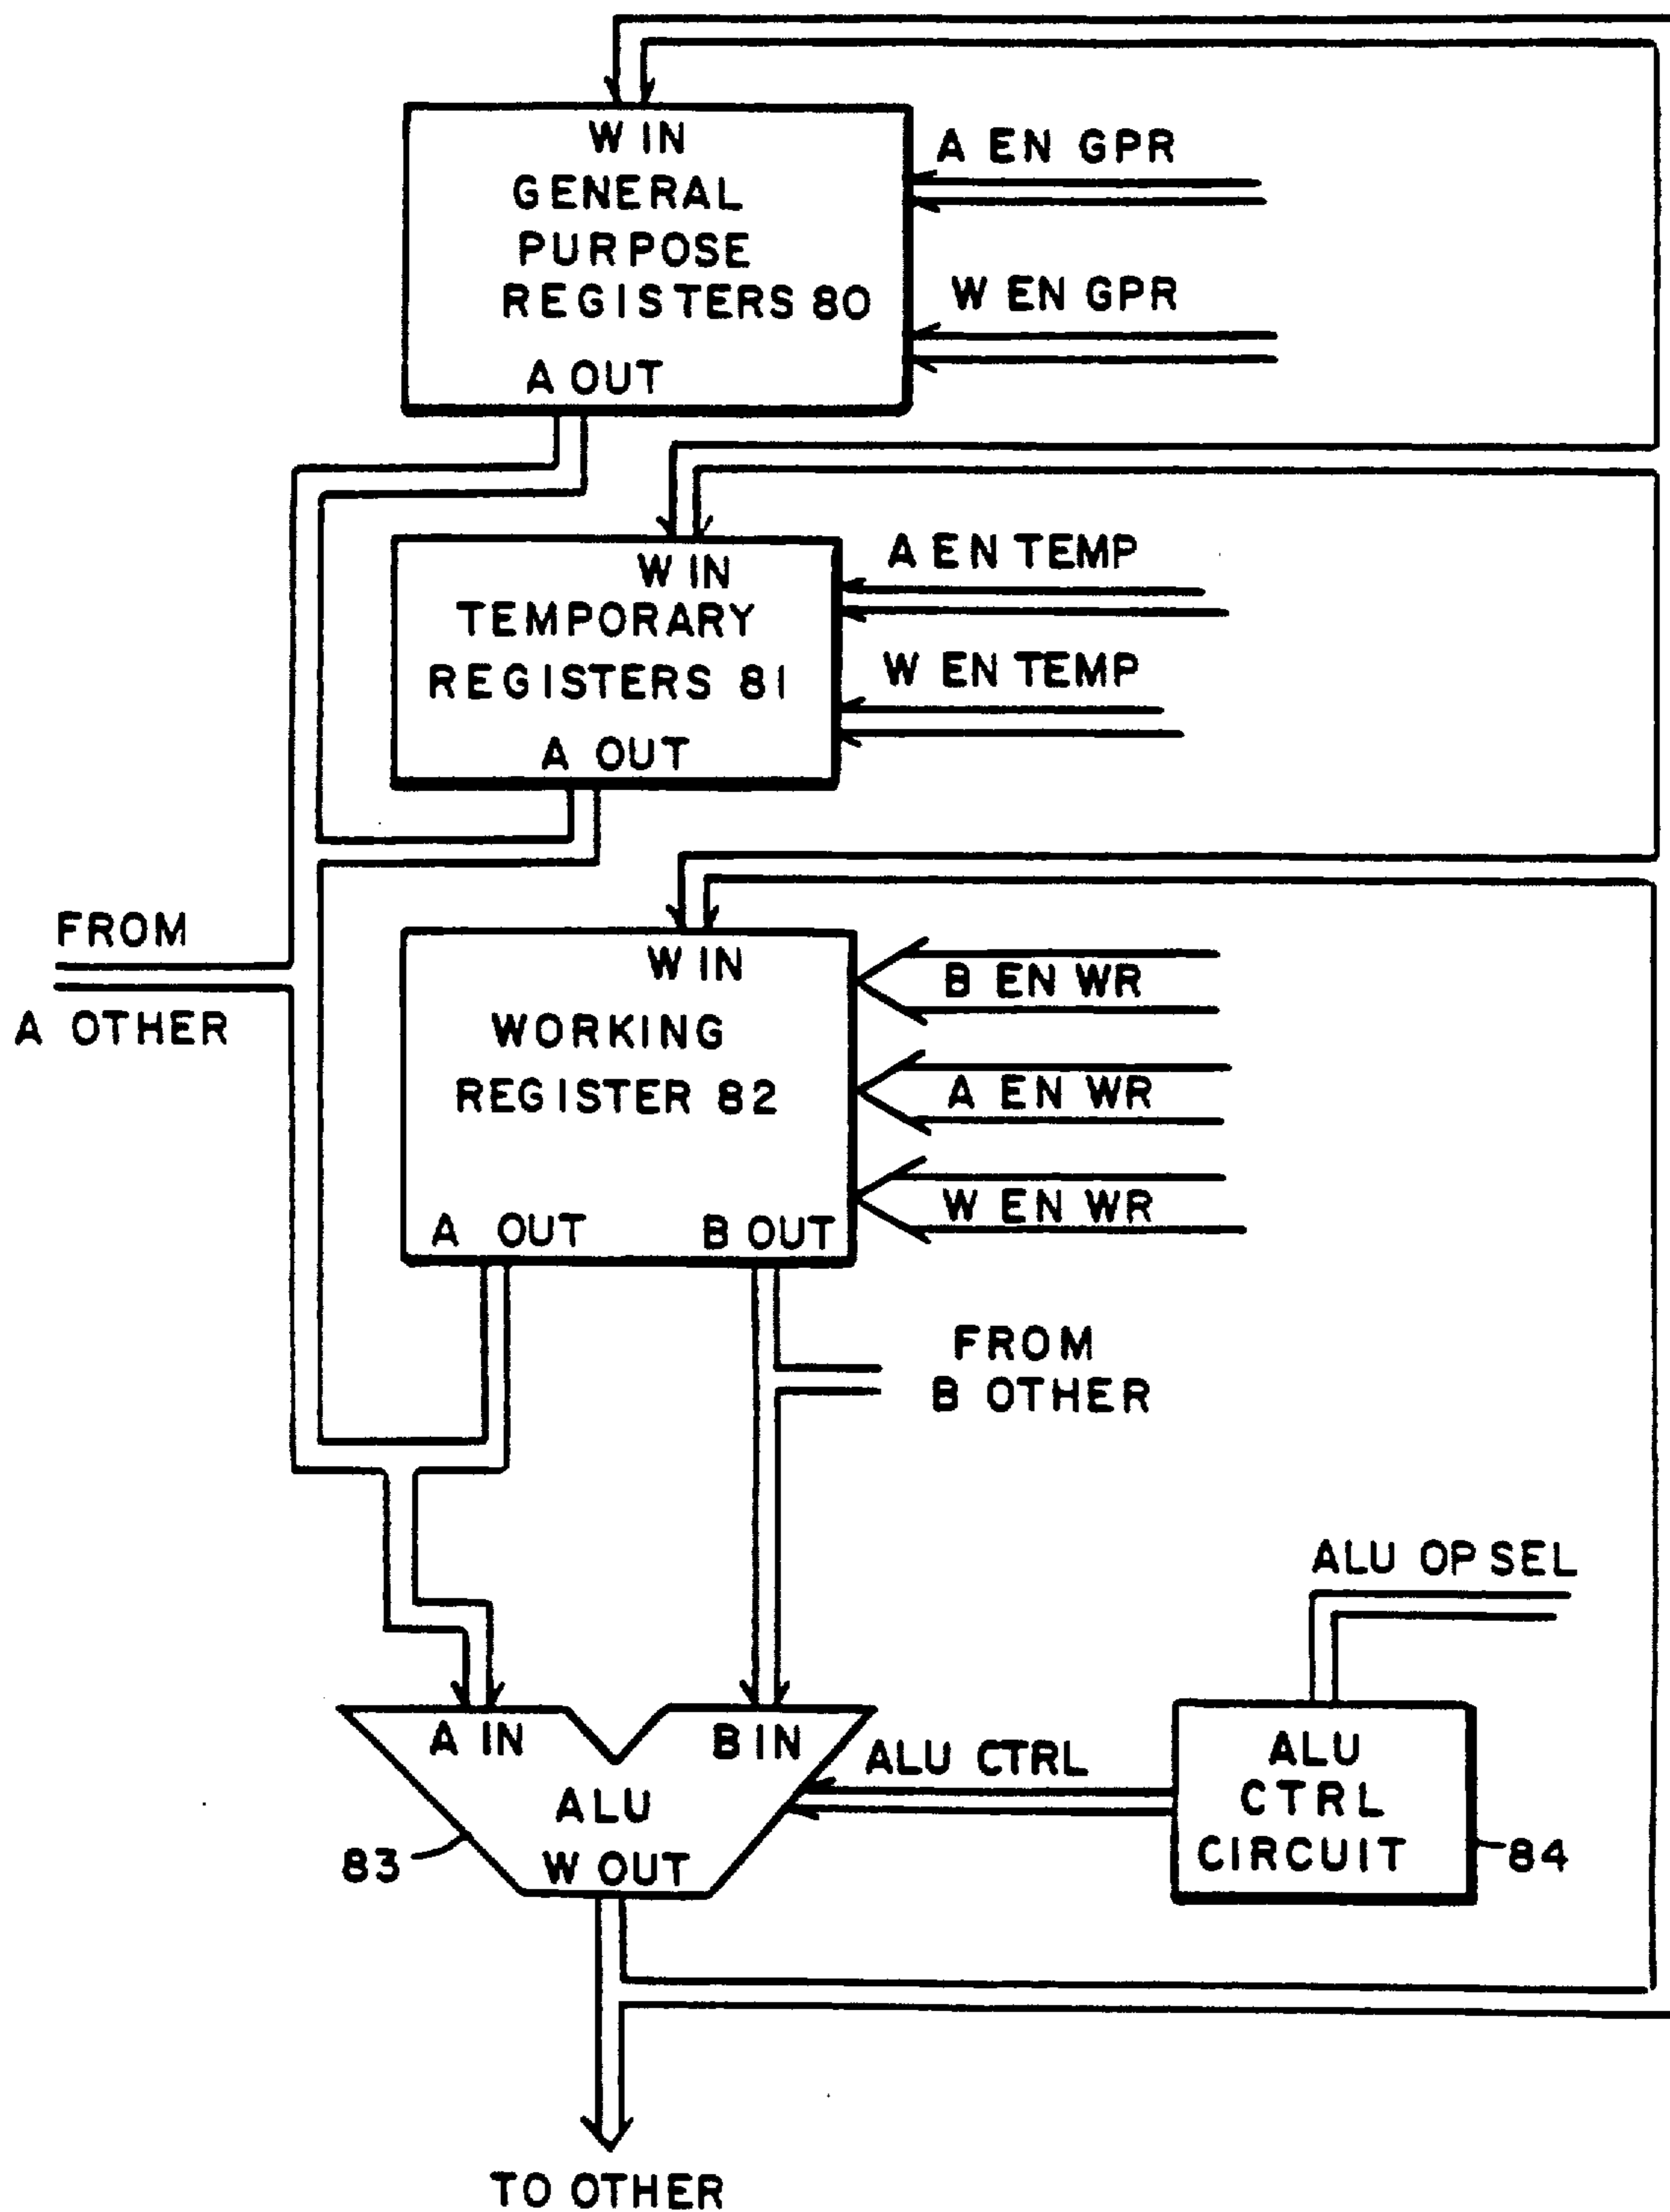 W IN
GENERAL
PURPOSE
REGISTERS 80
A OUT
A EN GPR
W EN GPR
W IN
TEMPORARY
REGISTERS 81
A OUT
A EN TEMP
W EN TEMP
FROM
A OTHER
W IN
WORKING
REGISTER 82
A OUT
B OUT
B EN WR
A EN WR
W EN WR
FROM
B OTHER
ALU OP SEL
A IN
B IN
ALU
W OUT
83
ALU CTRL
ALU
CTRL
CIRCUIT
84
TO OTHER